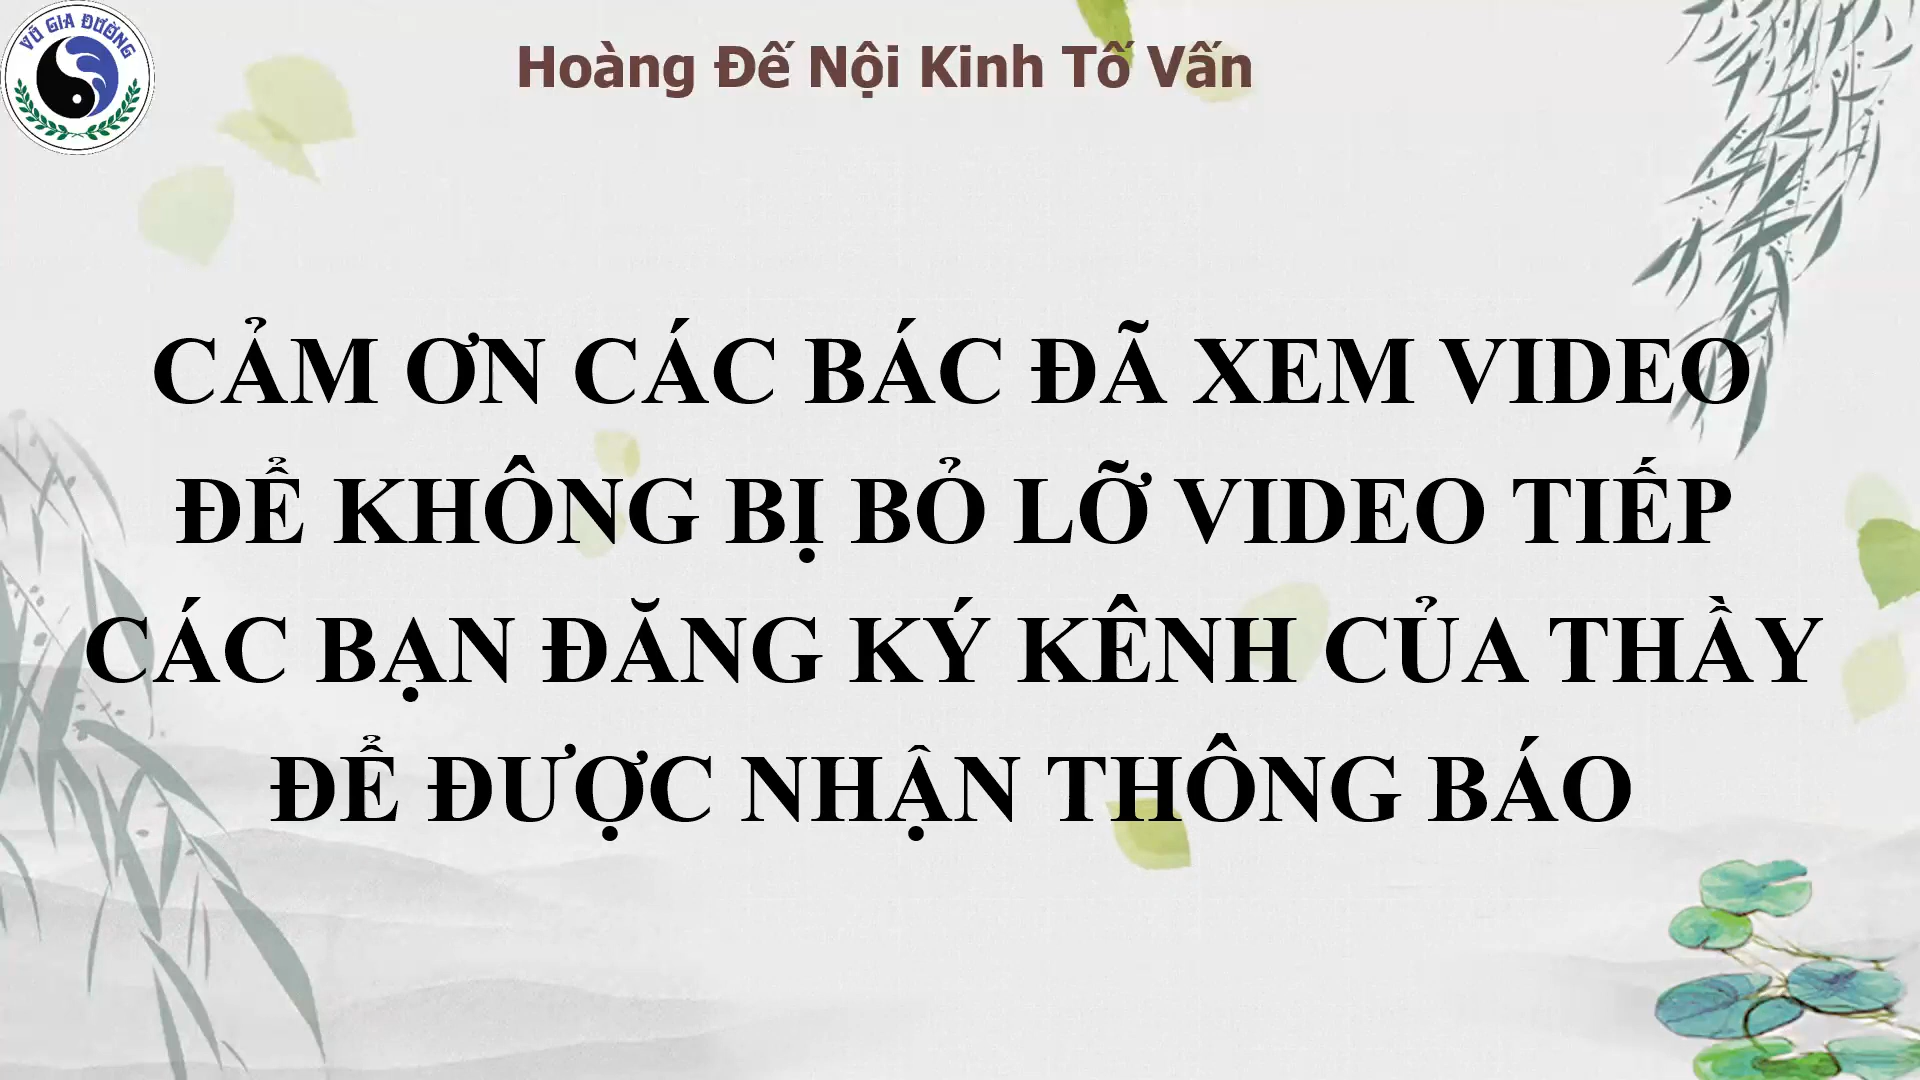 VÕ GIA ĐƯỜNG
Hoàng Đế Nội Kinh Tố Vấn
CẢM ƠN CÁC BÁC ĐÃ XEM VIDEO
ĐỂ KHÔNG BỊ BỎ LỠ VIDEO TIẾP
CÁC BẠN ĐĂNG KÝ KÊNH CỦA THẦY
ĐỂ ĐƯỢC NHẬN THÔNG BÁO